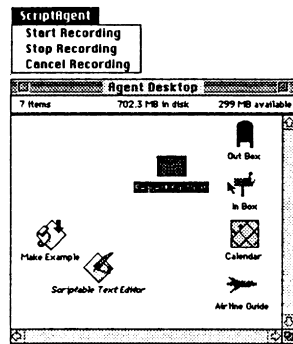 ScriptAgent
Start Recording
Stop Recording
Cancel Recording
Agent Desktop
7 items 702.3 MB in disk 299 MB available
Out Box
In Box
Calendar
Make Example
Scriptable Text Editor
Airline Guide